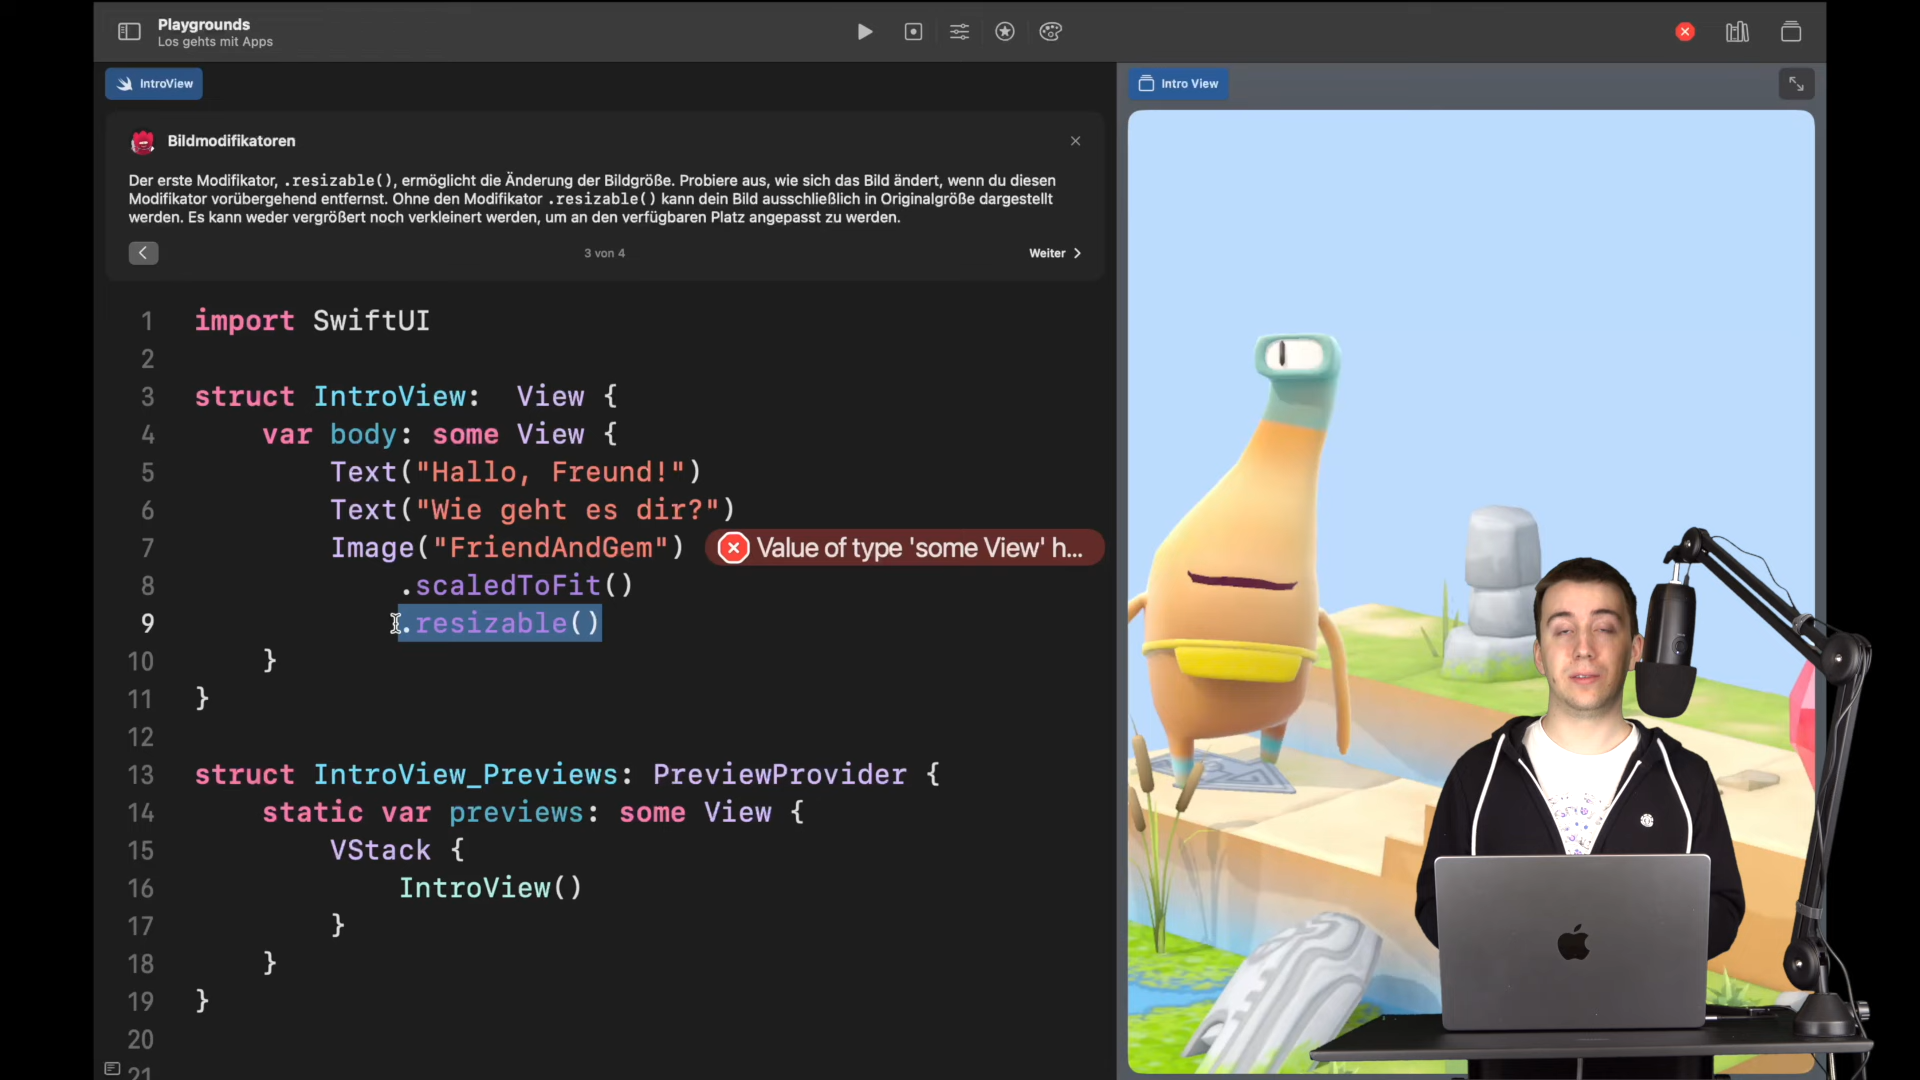 Playgrounds
Los gehts mit Apps
IntroView
Intro View
Bildmodifikatoren
Der erste Modifikator, .resizable(), ermöglicht die Änderung der Bildgröße. Probiere aus, wie sich das Bild ändert, wenn du diesen
Modifikator vorübergehend entfernst. Ohne den Modifikator .resizable() kann dein Bild ausschließlich in Originalgröße dargestellt
werden. Es kann weder vergrößert noch verkleinert werden, um an den verfügbaren Platz angepasst zu werden.
3 von 4
Weiter
1 import SwiftUI
2
3 struct IntroView: View {
4 var body: some View {
5 Text("Hallo, Freund!")
6 Text("Wie geht es dir?")
7 Image("FriendAndGem") Value of type 'some View' h...
8 .scaledToFit()
9 .resizable()
10 }
11 }
12
13 struct IntroView_Previews: PreviewProvider {
14 static var previews: some View {
15 VStack {
16 IntroView()
17 }
18 }
19 }
20
21